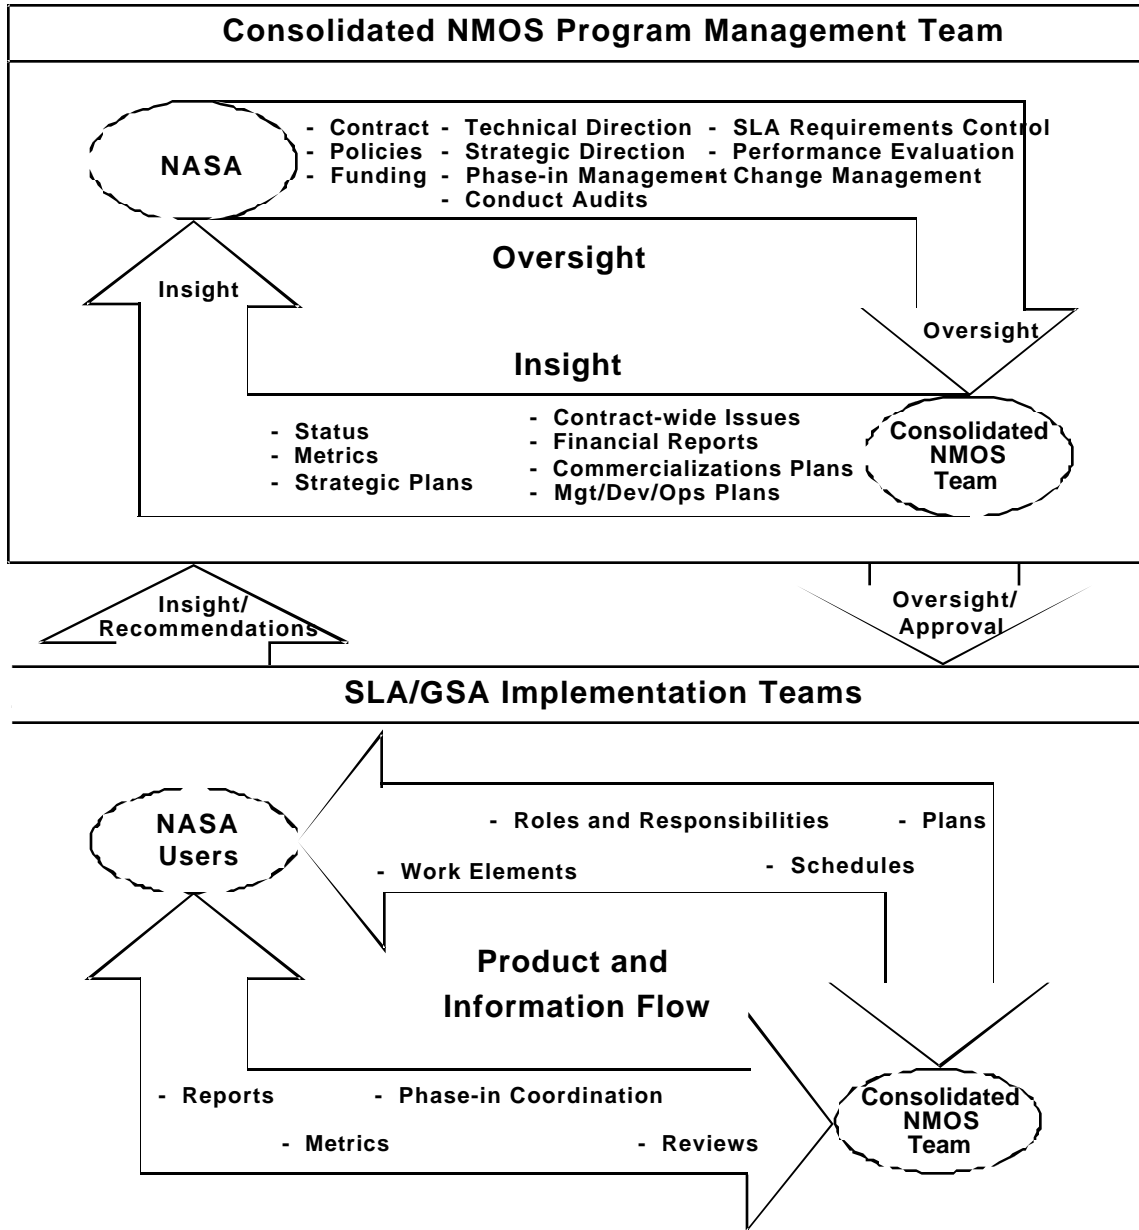 Consolidated NMOS Program Management Team
NASA
- Contract - Technical Direction - SLA Requirements Control
- Policies - Strategic Direction - Performance Evaluation
- Funding - Phase-in Management - Change Management
- Conduct Audits
Oversight
Insight
Oversight
Insight
- Status
- Metrics
- Strategic Plans
- Contract-wide Issues
- Financial Reports
- Commercializations Plans
- Mgt/Dev/Ops Plans
Consolidated
NMOS
Team
Insight/
Recommendations
Oversight/
Approval
SLA/GSA Implementation Teams
NASA
Users
- Roles and Responsibilities - Plans
- Work Elements - Schedules
Product and
Information Flow
- Reports - Phase-in Coordination
- Metrics - Reviews
Consolidated
NMOS
Team